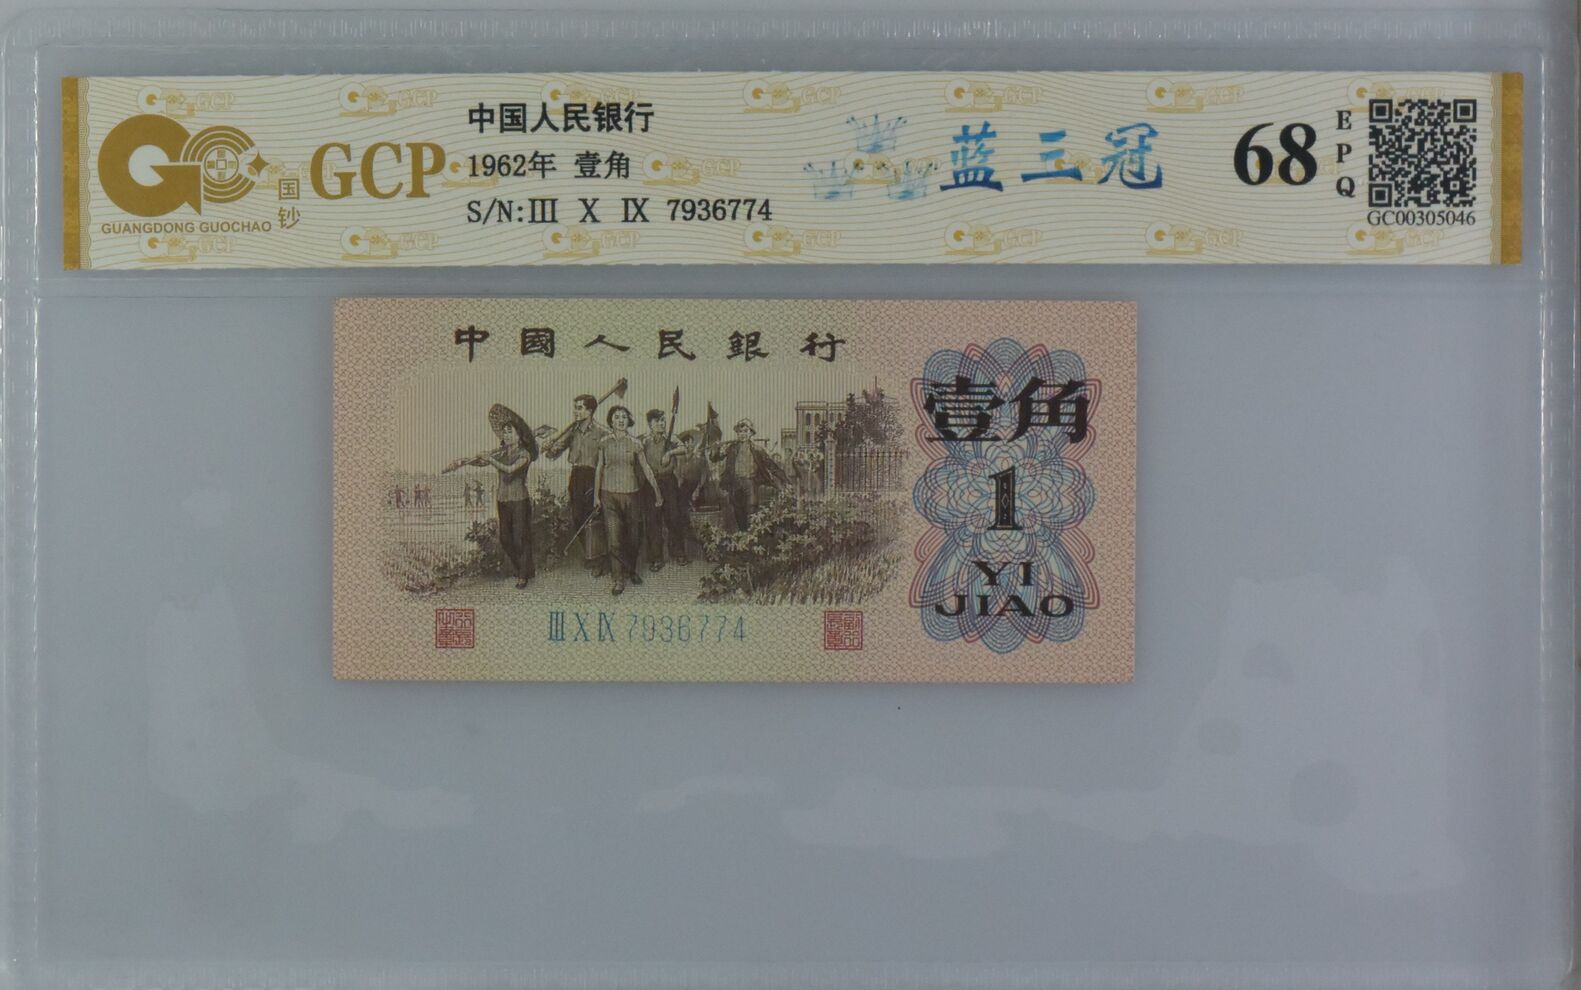 GCP
GUANGDONG GUOCHAO
国钞
中国人民银行
1962年 壹角
S/N:Ⅲ Ⅹ Ⅸ 7936774
蓝三冠
68
EPQ
GC00305046
中國人民銀行
壹角
1
YI
JIAO
Ⅲ Ⅹ Ⅸ 7936774